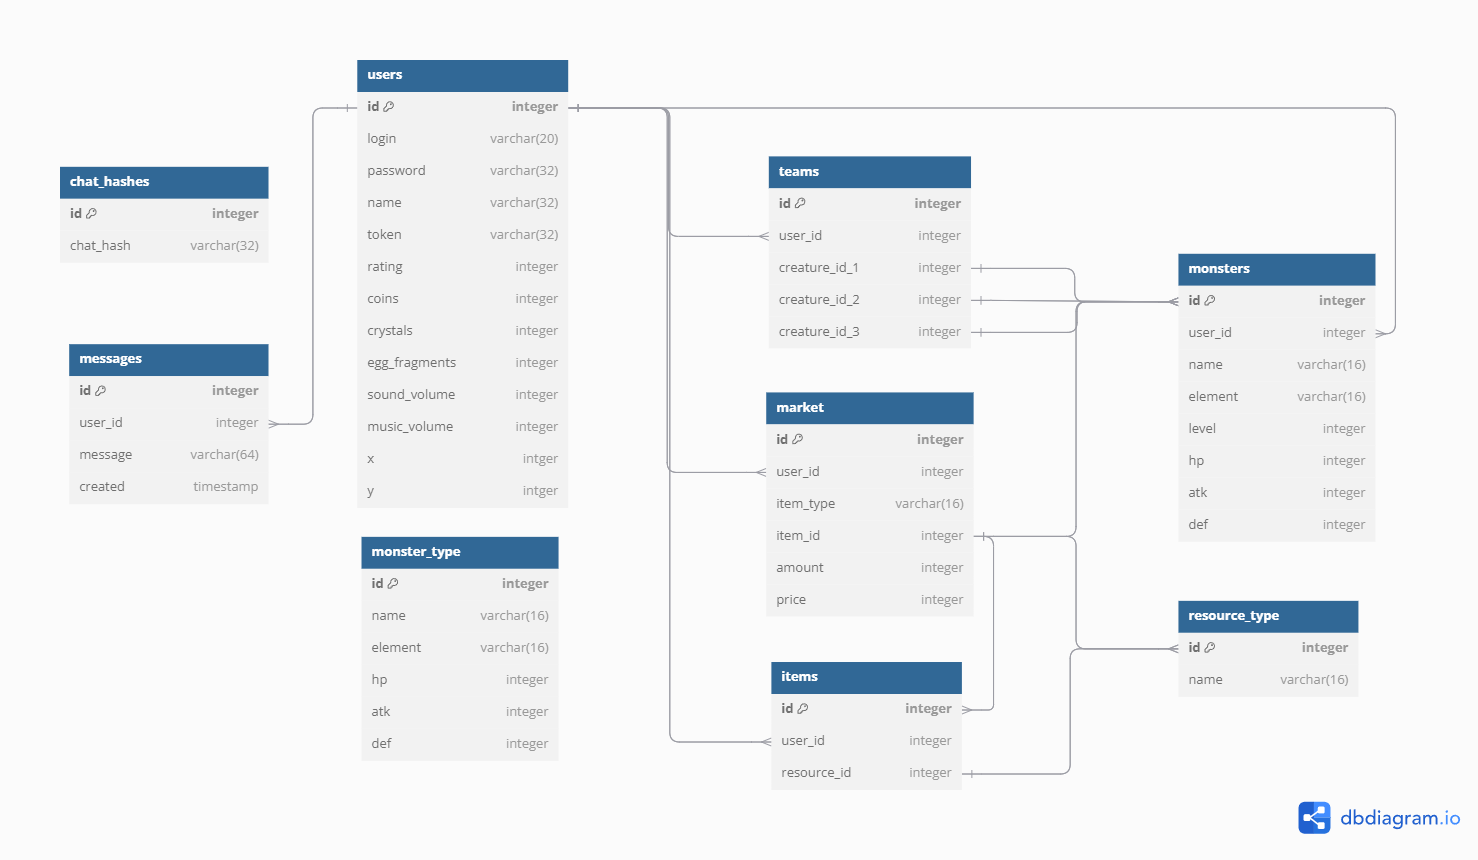 users
id integer
login varchar(20)
password varchar(32)
name varchar(32)
token varchar(32)
rating integer
coins integer
crystals integer
egg_fragments integer
sound_volume integer
music_volume integer
x intger
y intger
chat_hashes
id integer
chat_hash varchar(32)
messages
id integer
user_id integer
message varchar(64)
created timestamp
monster_type
id integer
name varchar(16)
element varchar(16)
hp integer
atk integer
def integer
teams
id integer
user_id integer
creature_id_1 integer
creature_id_2 integer
creature_id_3 integer
market
id integer
user_id integer
item_type varchar(16)
item_id integer
amount integer
price integer
items
id integer
user_id integer
resource_id integer
monsters
id integer
user_id integer
name varchar(16)
element varchar(16)
level integer
hp integer
atk integer
def integer
resource_type
id integer
name varchar(16)
dbdiagram.io